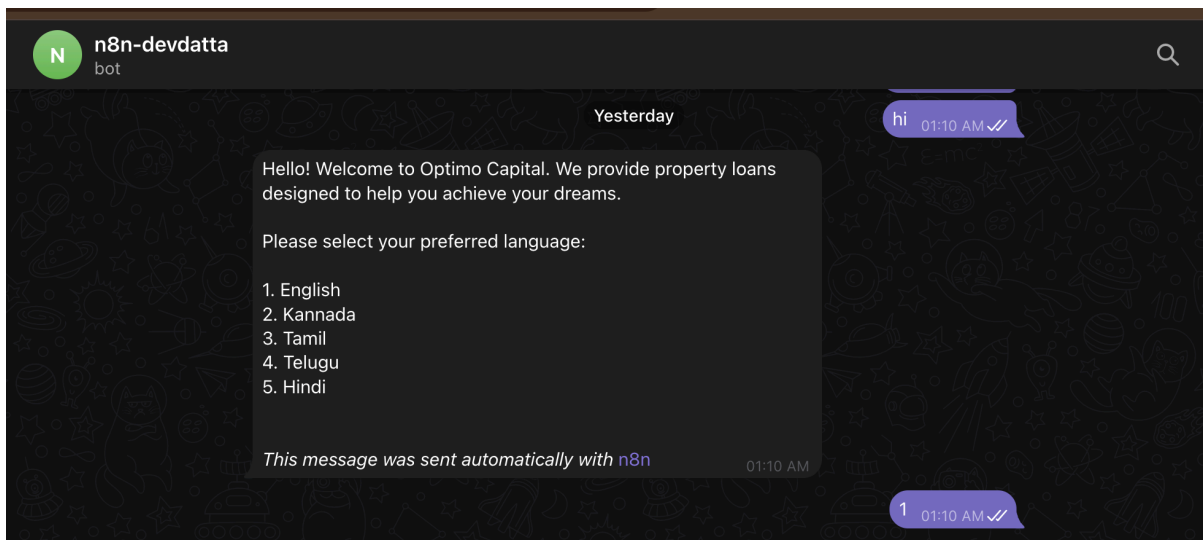 N
n8n-devdatta
bot
Yesterday
hi 01:10 AM
Hello! Welcome to Optimo Capital. We provide property loans
designed to help you achieve your dreams.
Please select your preferred language:
1. English
2. Kannada
3. Tamil
4. Telugu
5. Hindi
This message was sent automatically with n8n
01:10 AM
1 01:10 AM